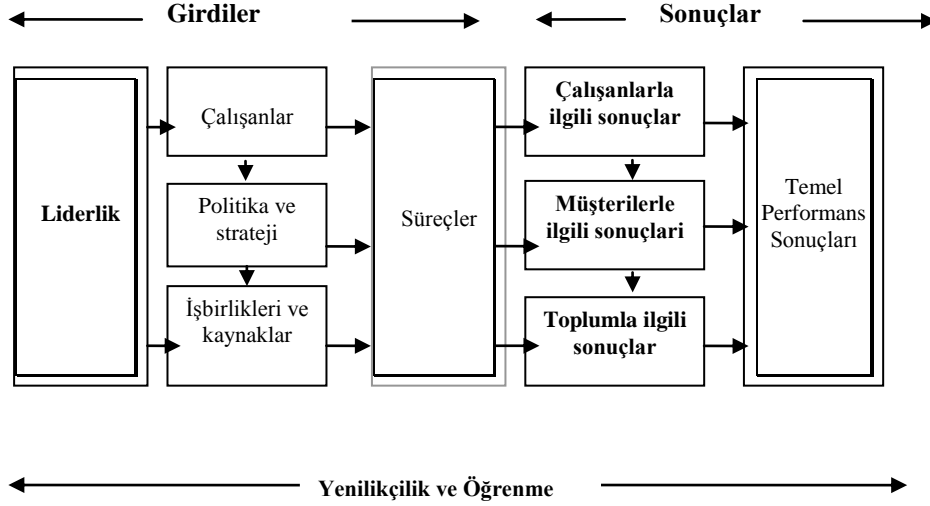 Girdiler
Sonuçlar
Liderlik
Çalışanlar
Politika ve
strateji
İşbirlikleri ve
kaynaklar
Süreçler
Çalışanlarla
ilgili sonuçlar
Müşterilerle
ilgili sonuçlari
Toplumla ilgili
sonuçlar
Temel
Performans
Sonuçları
Yenilikçilik ve Öğrenme